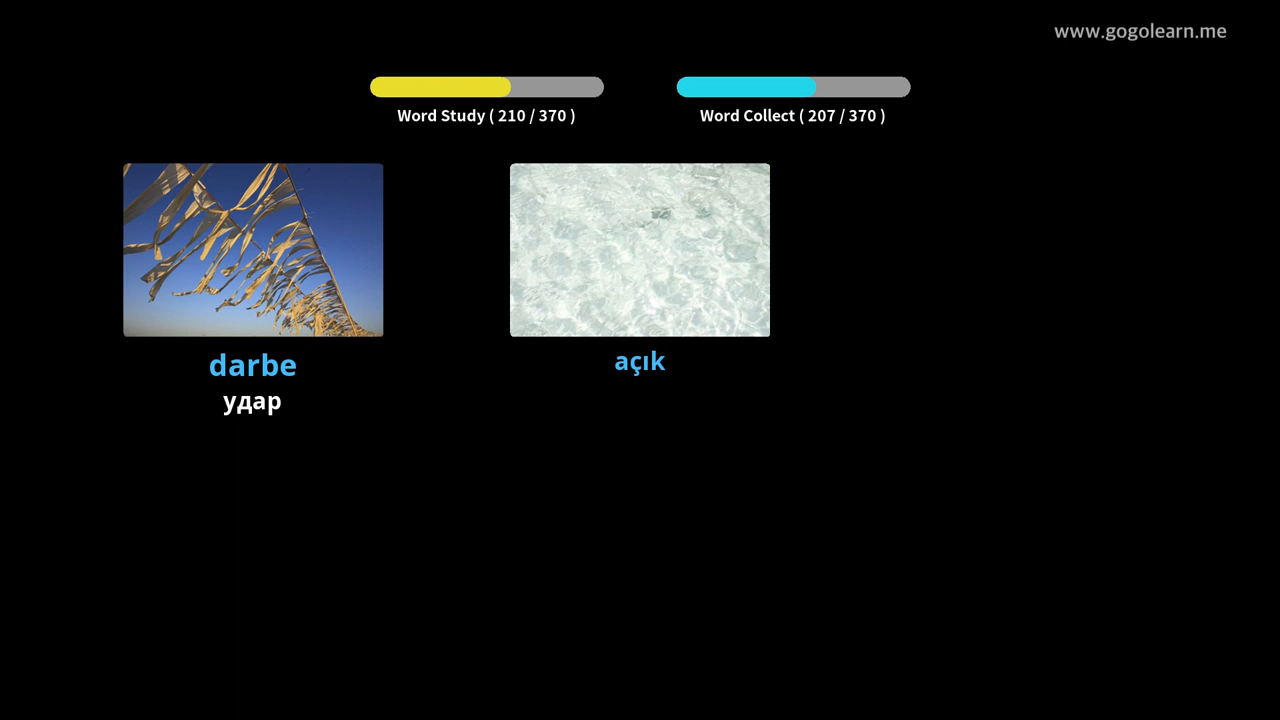 www.gogolearn.me
Word Study ( 210 / 370 )
Word Collect ( 207 / 370 )
darbe
удар
açık